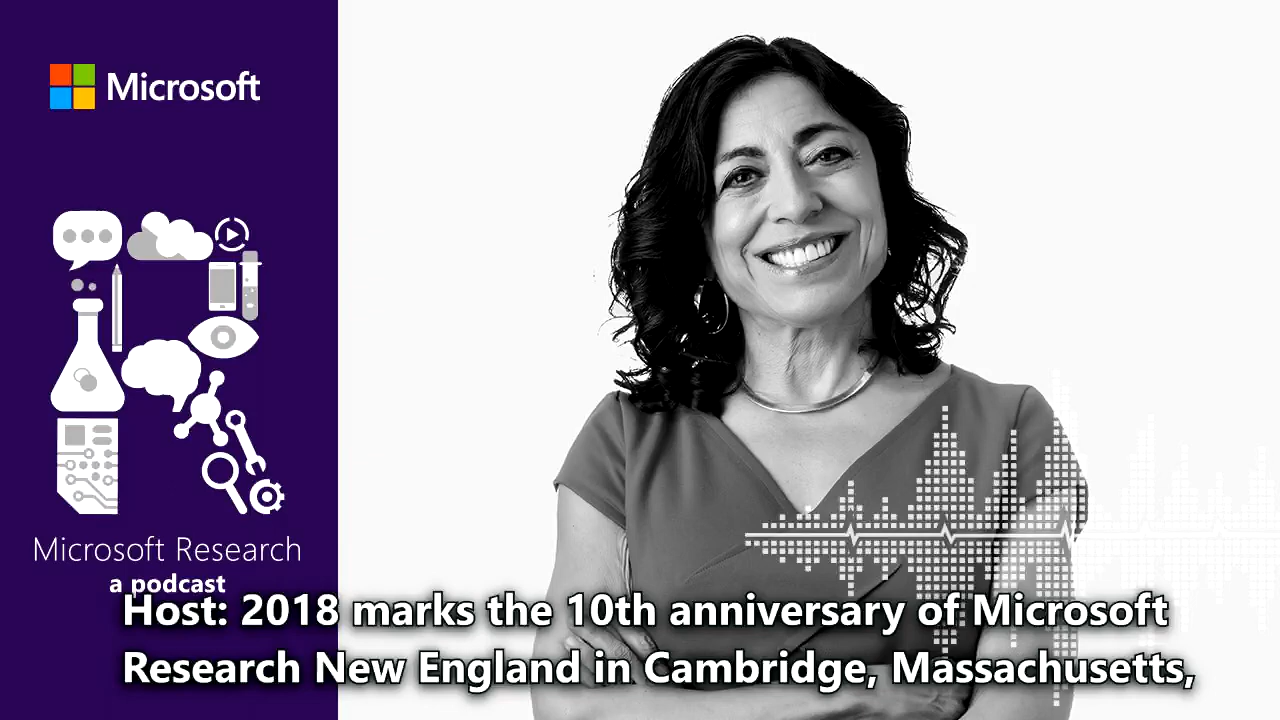 Microsoft
Microsoft Research
a podcast
Host: 2018 marks the 10th anniversary of Microsoft
Research New England in Cambridge, Massachusetts,